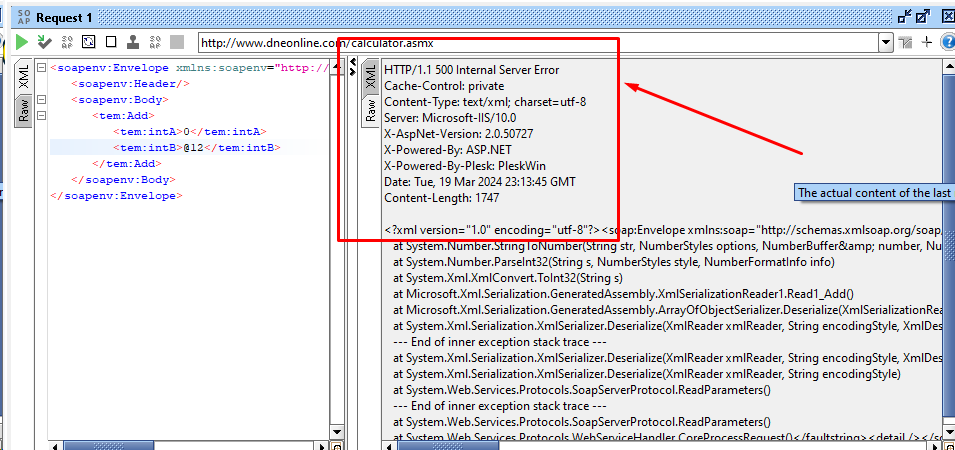 SO AP Request 1
http://www.dneonline.com/calculator.asmx
XML
Raw
<soapenv:Envelope xmlns:soapenv="http://
<soapenv:Header/>
<soapenv:Body>
<tem:Add>
<tem:intA>0</tem:intA>
<tem:intB>@12</tem:intB>
</tem:Add>
</soapenv:Body>
</soapenv:Envelope>
XML
Raw
HTTP/1.1 500 Internal Server Error
Cache-Control: private
Content-Type: text/xml; charset=utf-8
Server: Microsoft-IIS/10.0
X-AspNet-Version: 2.0.50727
X-Powered-By: ASP.NET
X-Powered-By-Plesk: PleskWin
Date: Tue, 19 Mar 2024 23:13:45 GMT
Content-Length: 1747
The actual content of the last
<?xml version="1.0" encoding="utf-8"?><soap:Envelope xmlns:soap="http://schemas.xmlsoap.org/soap/
at System.Number.StringToNumber(String str, NumberStyles options, NumberBuffer&amp; number, Nu
at System.Number.ParseInt32(String s, NumberStyles style, NumberFormatInfo info)
at System.Xml.XmlConvert.ToInt32(String s)
at Microsoft.Xml.Serialization.GeneratedAssembly.XmlSerializationReader1.Read1_Add()
at Microsoft.Xml.Serialization.GeneratedAssembly.ArrayOfObjectSerializer.Deserialize(XmlSerializationRea
at System.Xml.Serialization.XmlSerializer.Deserialize(XmlReader xmlReader, String encodingStyle, XmlDes
--- End of inner exception stack trace ---
at System.Xml.Serialization.XmlSerializer.Deserialize(XmlReader xmlReader, String encodingStyle, XmlDes
at System.Xml.Serialization.XmlSerializer.Deserialize(XmlReader xmlReader, String encodingStyle)
at System.Web.Services.Protocols.SoapServerProtocol.ReadParameters()
--- End of inner exception stack trace ---
at System.Web.Services.Protocols.SoapServerProtocol.ReadParameters()
at System.Web.Services.Protocols.WebServiceHandler.CoreProcessRequest()</faultstring><detail /></so